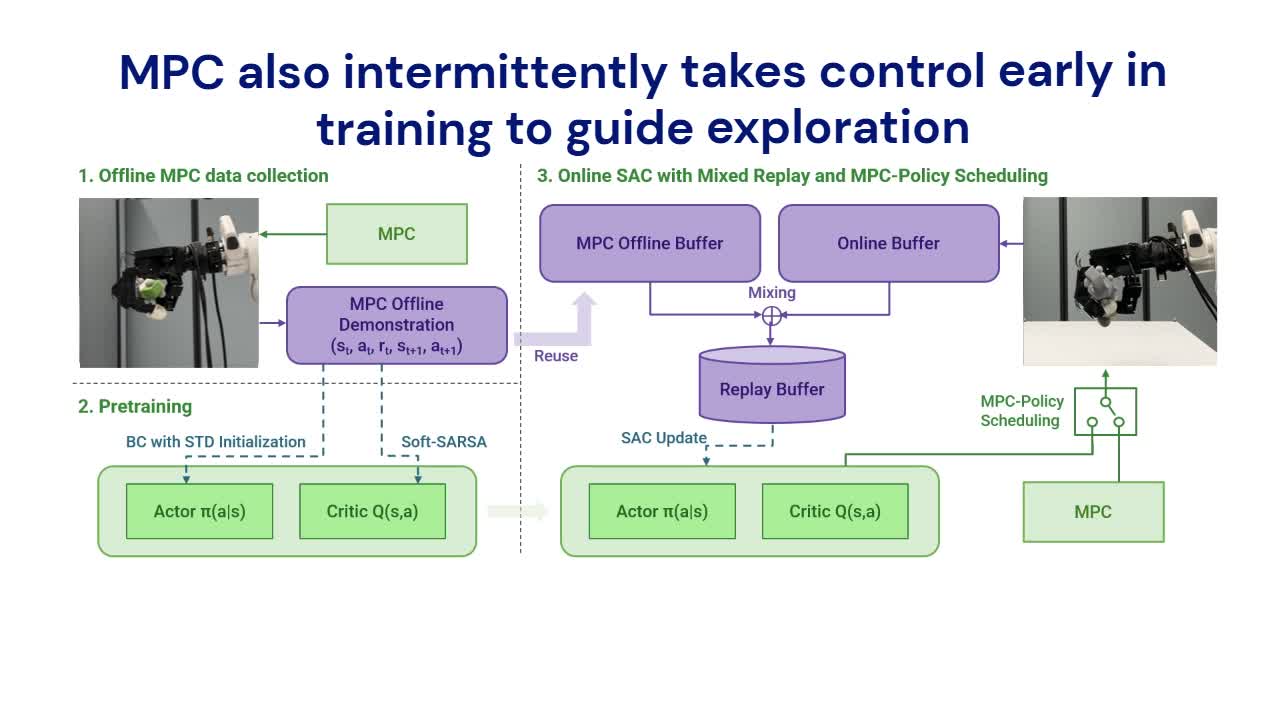 MPC also intermittently takes control early in
training to guide exploration
1. Offline MPC data collection
MPC
MPC Offline
Demonstration
(sₜ, aₜ, rₜ, sₜ₊₁, aₜ₊₁)
Reuse
2. Pretraining
BC with STD Initialization
Soft-SARSA
Actor π(a|s)
Critic Q(s,a)
3. Online SAC with Mixed Replay and MPC-Policy Scheduling
MPC Offline Buffer
Online Buffer
Mixing
Replay Buffer
SAC Update
MPC-Policy
Scheduling
Actor π(a|s)
Critic Q(s,a)
MPC